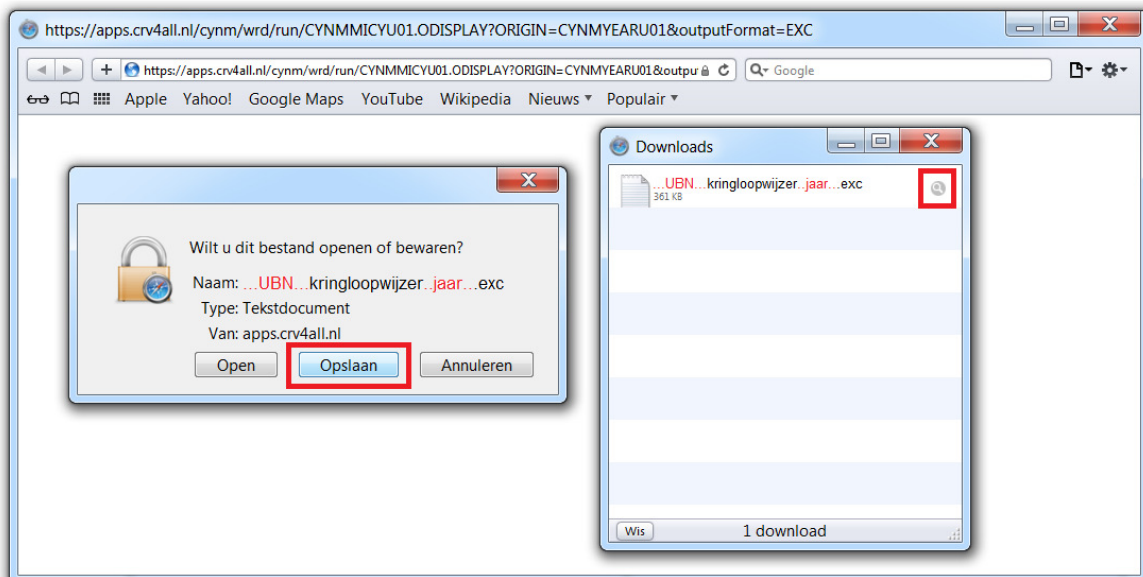 https://apps.crv4all.nl/cynm/wrd/run/CYNMMICYU01.ODISPLAY?ORIGIN=CYNMYEARU01&outputFormat=EXC
https://apps.crv4all.nl/cynm/wrd/run/CYNMMICYU01.ODISPLAY?ORIGIN=CYNMYEARU01&outpu Google
Apple Yahoo! Google Maps YouTube Wikipedia Nieuws Populair
Wilt u dit bestand openen of bewaren?
Naam: ...UBN...kringloopwijzer..jaar...exc
Type: Tekstdocument
Van: apps.crv4all.nl
Open Opslaan Annuleren
Downloads
...UBN...kringloopwijzer..jaar...exc
361 KB
Wis 1 download